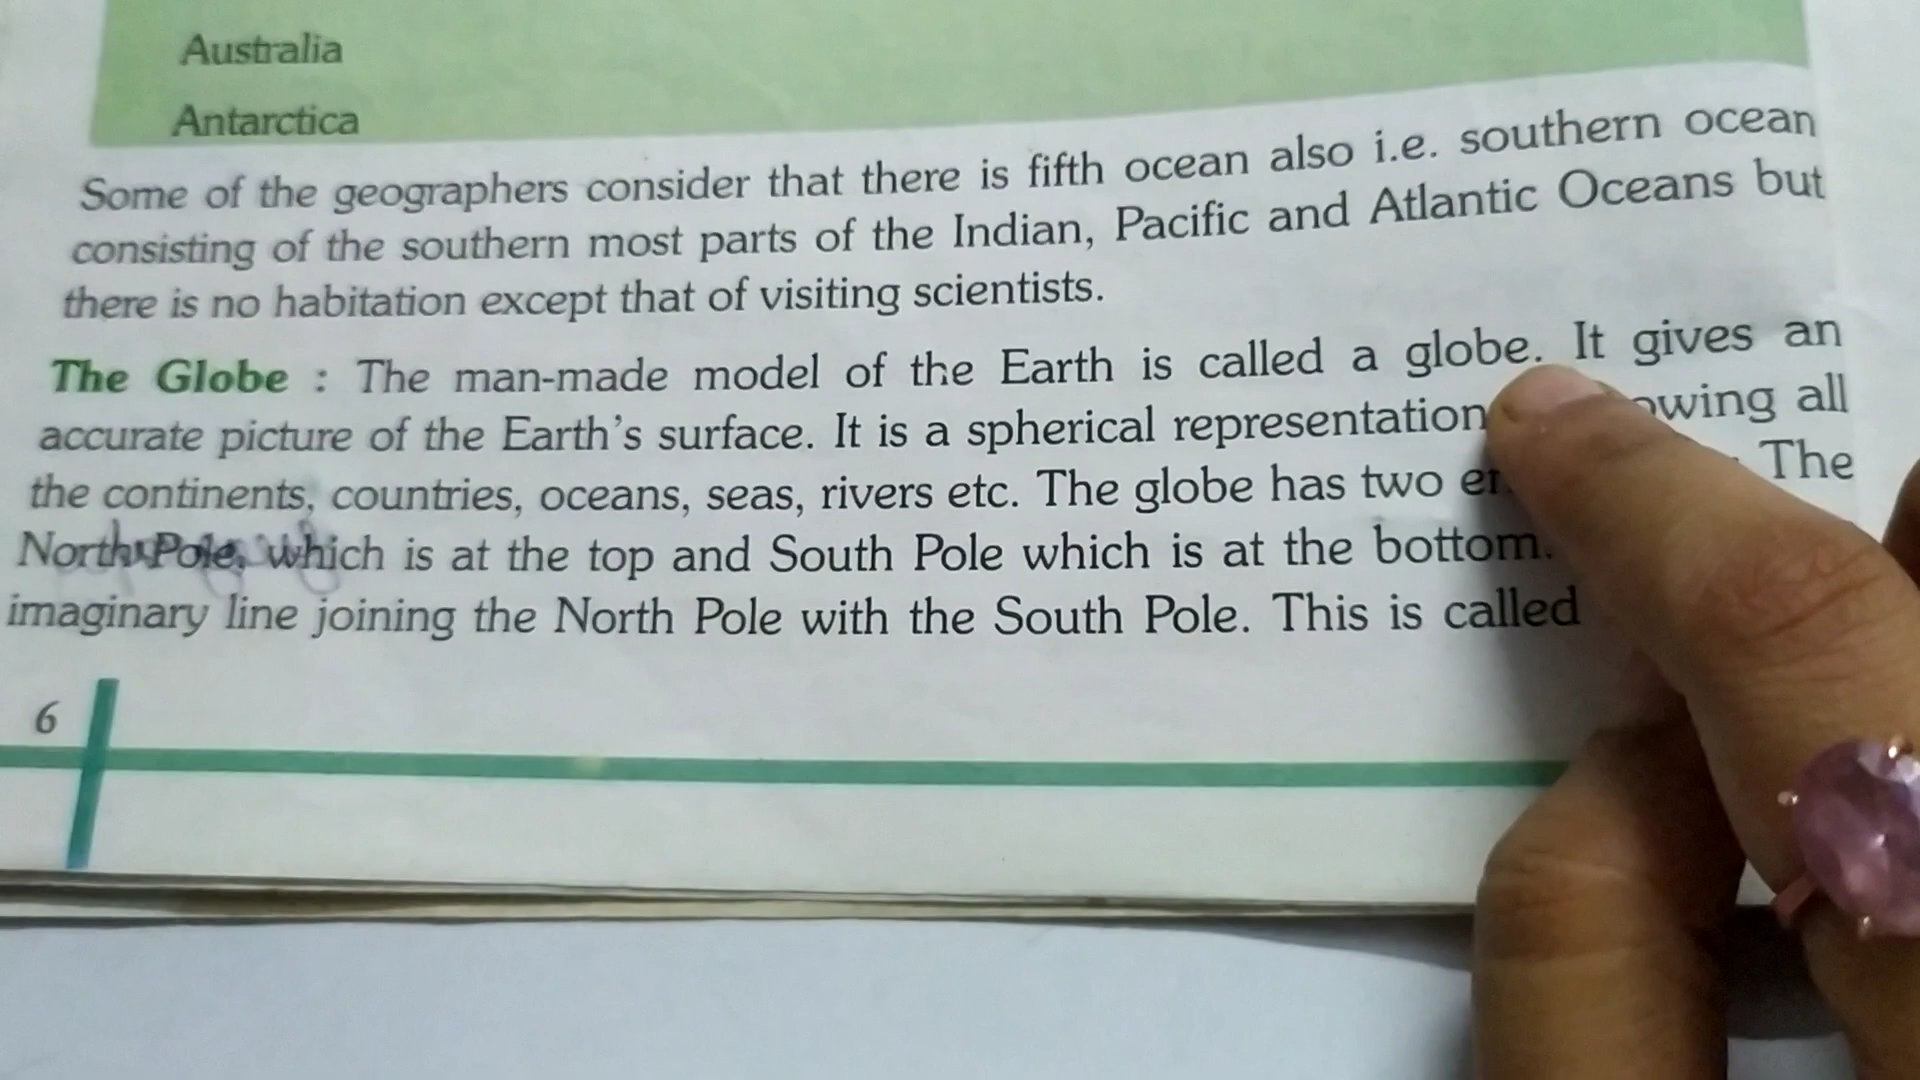 Australia
Antarctica
Some of the geographers consider that there is fifth ocean also i.e. southern ocean
consisting of the southern most parts of the Indian, Pacific and Atlantic Oceans but
there is no habitation except that of visiting scientists.
The Globe : The man-made model of the Earth is called a globe. It gives an
accurate picture of the Earth's surface. It is a spherical representation all
the continents, countries, oceans, seas, rivers etc. The globe has two The
North Pole, which is at the top and South Pole which is at the bottom.
imaginary line joining the North Pole with the South Pole. This is called
6